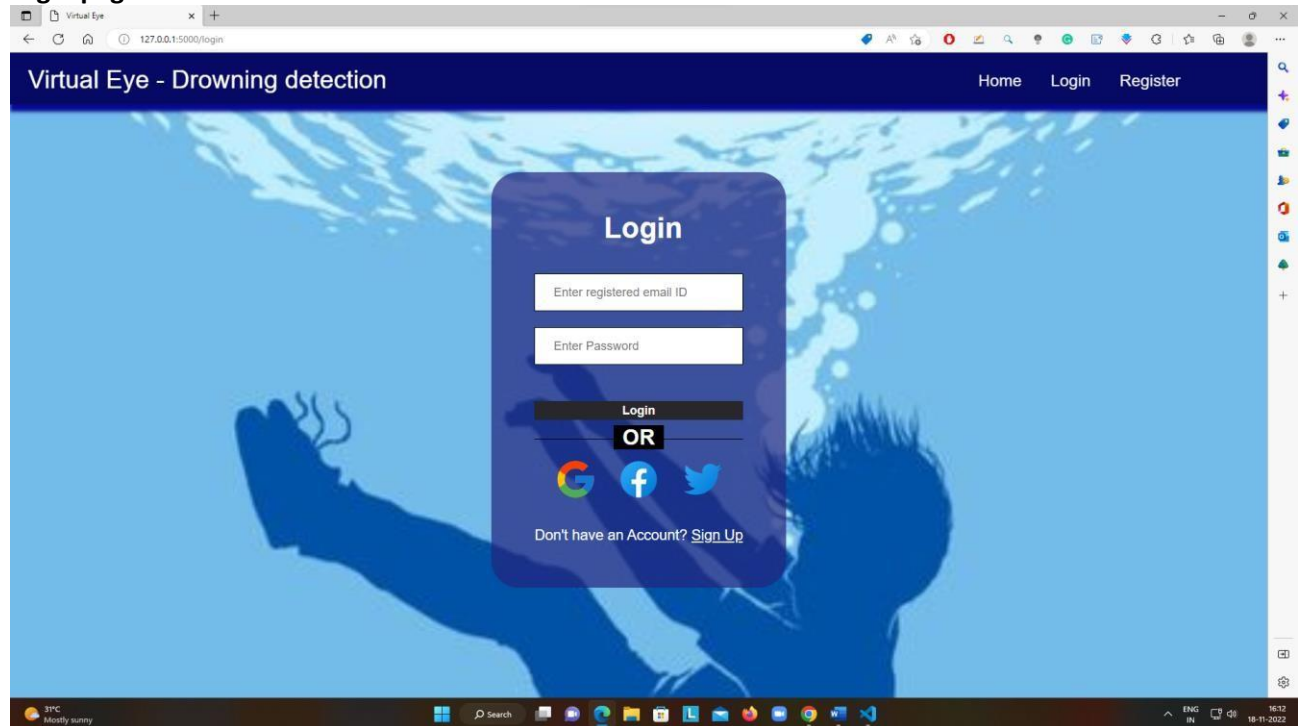 Virtual Eye
127.0.0.1:5000/login
Virtual Eye - Drowning detection
Home Login Register
Login
Enter registered email ID
Enter Password
Login
OR
Don't have an Account? Sign Up
31°C
Mostly sunny
Search
ENG
IN
16:12
18-11-2022